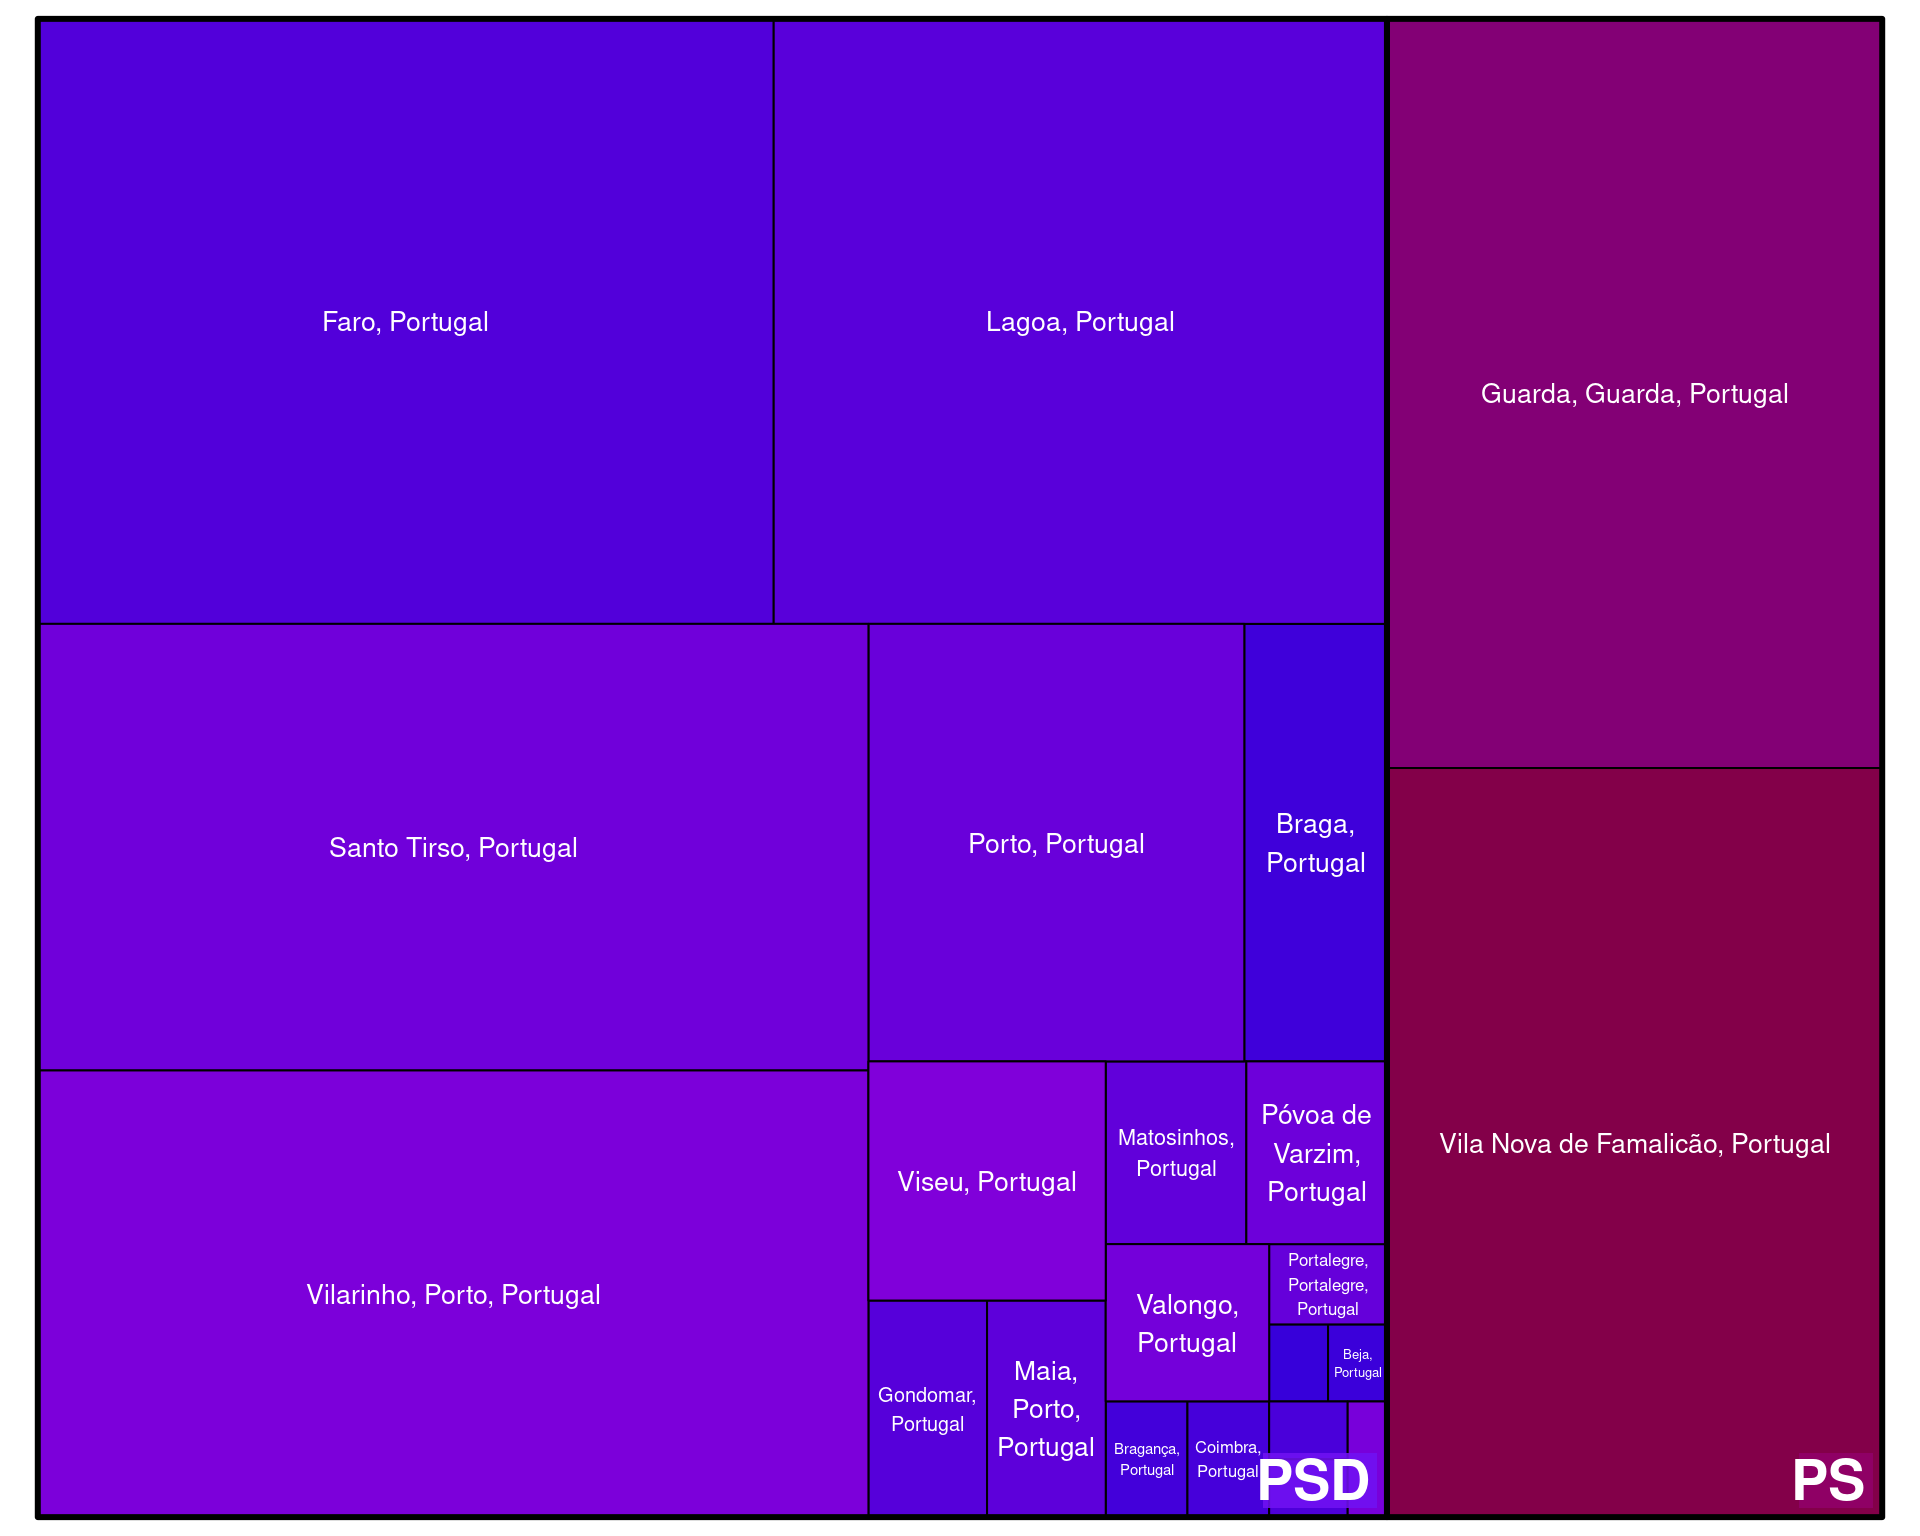 Faro, Portugal
Lagoa, Portugal
Guarda, Guarda, Portugal
Santo Tirso, Portugal
Porto, Portugal
Braga,
Portugal
Vilarinho, Porto, Portugal
Viseu, Portugal
Matosinhos,
Portugal
Póvoa de
Varzim,
Portugal
Vila Nova de Famalicão, Portugal
Gondomar,
Portugal
Maia,
Porto,
Portugal
Valongo,
Portugal
Portalegre,
Portalegre,
Portugal
Beja,
Portugal
Bragança,
Portugal
Coimbra,
Portugal
PSD
PS